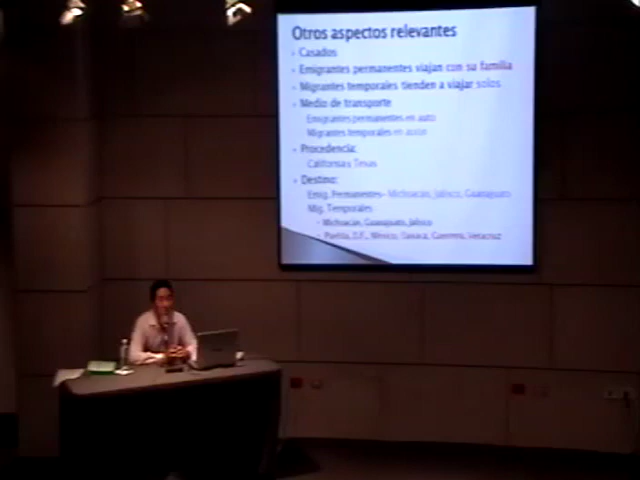 Otros aspectos relevantes
Casados
Emigrantes permanentes viajan con su familia
Migrantes temporales tienden a viajar solos
Medio de transporte
Emigrantes permanentes en auto
Migrantes temporales en avión
Procedencia:
California y Texas
Destino:
Emig. Permanentes- Michoacán, Jalisco, Guanajuato
Mig. Temporales
Michoacán, Guanajuato, Jalisco
Puebla, D.F., México, Oaxaca, Guerrero, Veracruz